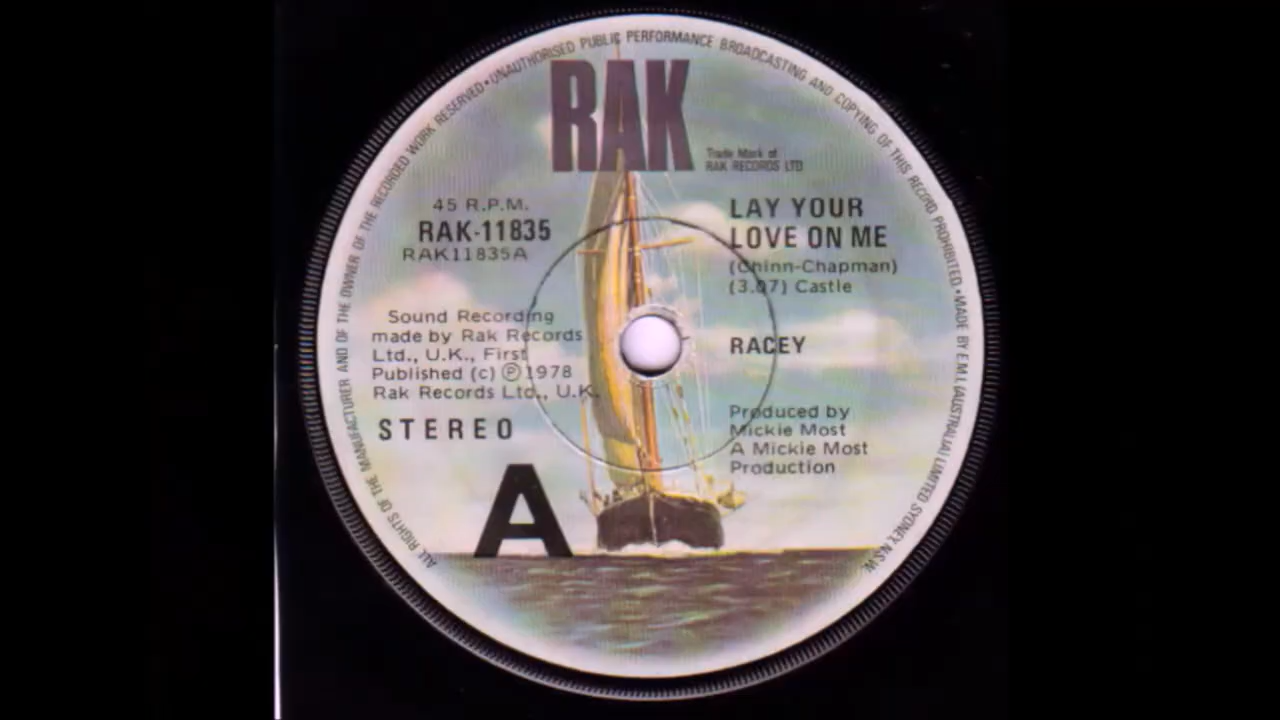 ALL RIGHTS OF THE MANUFACTURER AND OF THE OWNER OF THE RECORDED WORK RESERVED • UNAUTHORISED PUBLIC PERFORMANCE BROADCASTING AND COPYING OF THIS RECORD PROHIBITED. • MADE BY E.M.I. (AUSTRALIA) LIMITED SYDNEY. N.S.W.
RAK
Trade Mark of
RAK RECORDS LTD
45 R.P.M.
RAK-11835
RAK11835A
LAY YOUR
LOVE ON ME
(Chinn-Chapman)
(3.07) Castle
Sound Recording
made by Rak Records
Ltd., U.K., First
Published (c) ℗ 1978
Rak Records Ltd., U.K.
RACEY
STEREO
Produced by
Mickie Most
A Mickie Most
Production
A